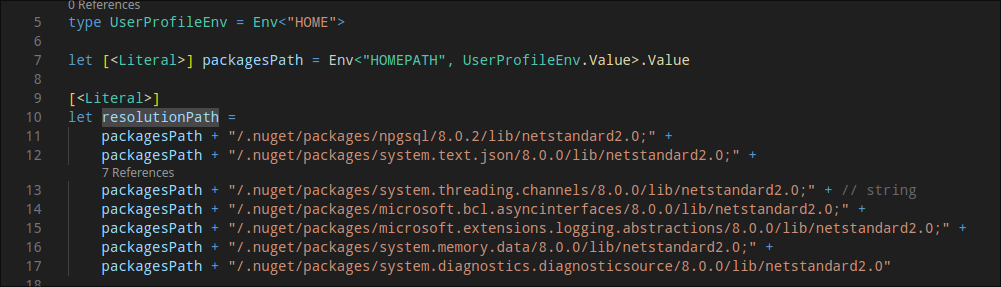 0 References
5 type UserProfileEnv = Env<"HOME">
6
7 let [<Literal>] packagesPath = Env<"HOMEPATH", UserProfileEnv.Value>.Value
8
9 [<Literal>]
10 let resolutionPath =
11 packagesPath + "/.nuget/packages/npgsql/8.0.2/lib/netstandard2.0;" +
12 packagesPath + "/.nuget/packages/system.text.json/8.0.0/lib/netstandard2.0;" +
7 References
13 packagesPath + "/.nuget/packages/system.threading.channels/8.0.0/lib/netstandard2.0;" + // string
14 packagesPath + "/.nuget/packages/microsoft.bcl.asyncinterfaces/8.0.0/lib/netstandard2.0;" +
15 packagesPath + "/.nuget/packages/microsoft.extensions.logging.abstractions/8.0.0/lib/netstandard2.0;" +
16 packagesPath + "/.nuget/packages/system.memory.data/8.0.0/lib/netstandard2.0;" +
17 packagesPath + "/.nuget/packages/system.diagnostics.diagnosticsource/8.0.0/lib/netstandard2.0"
18